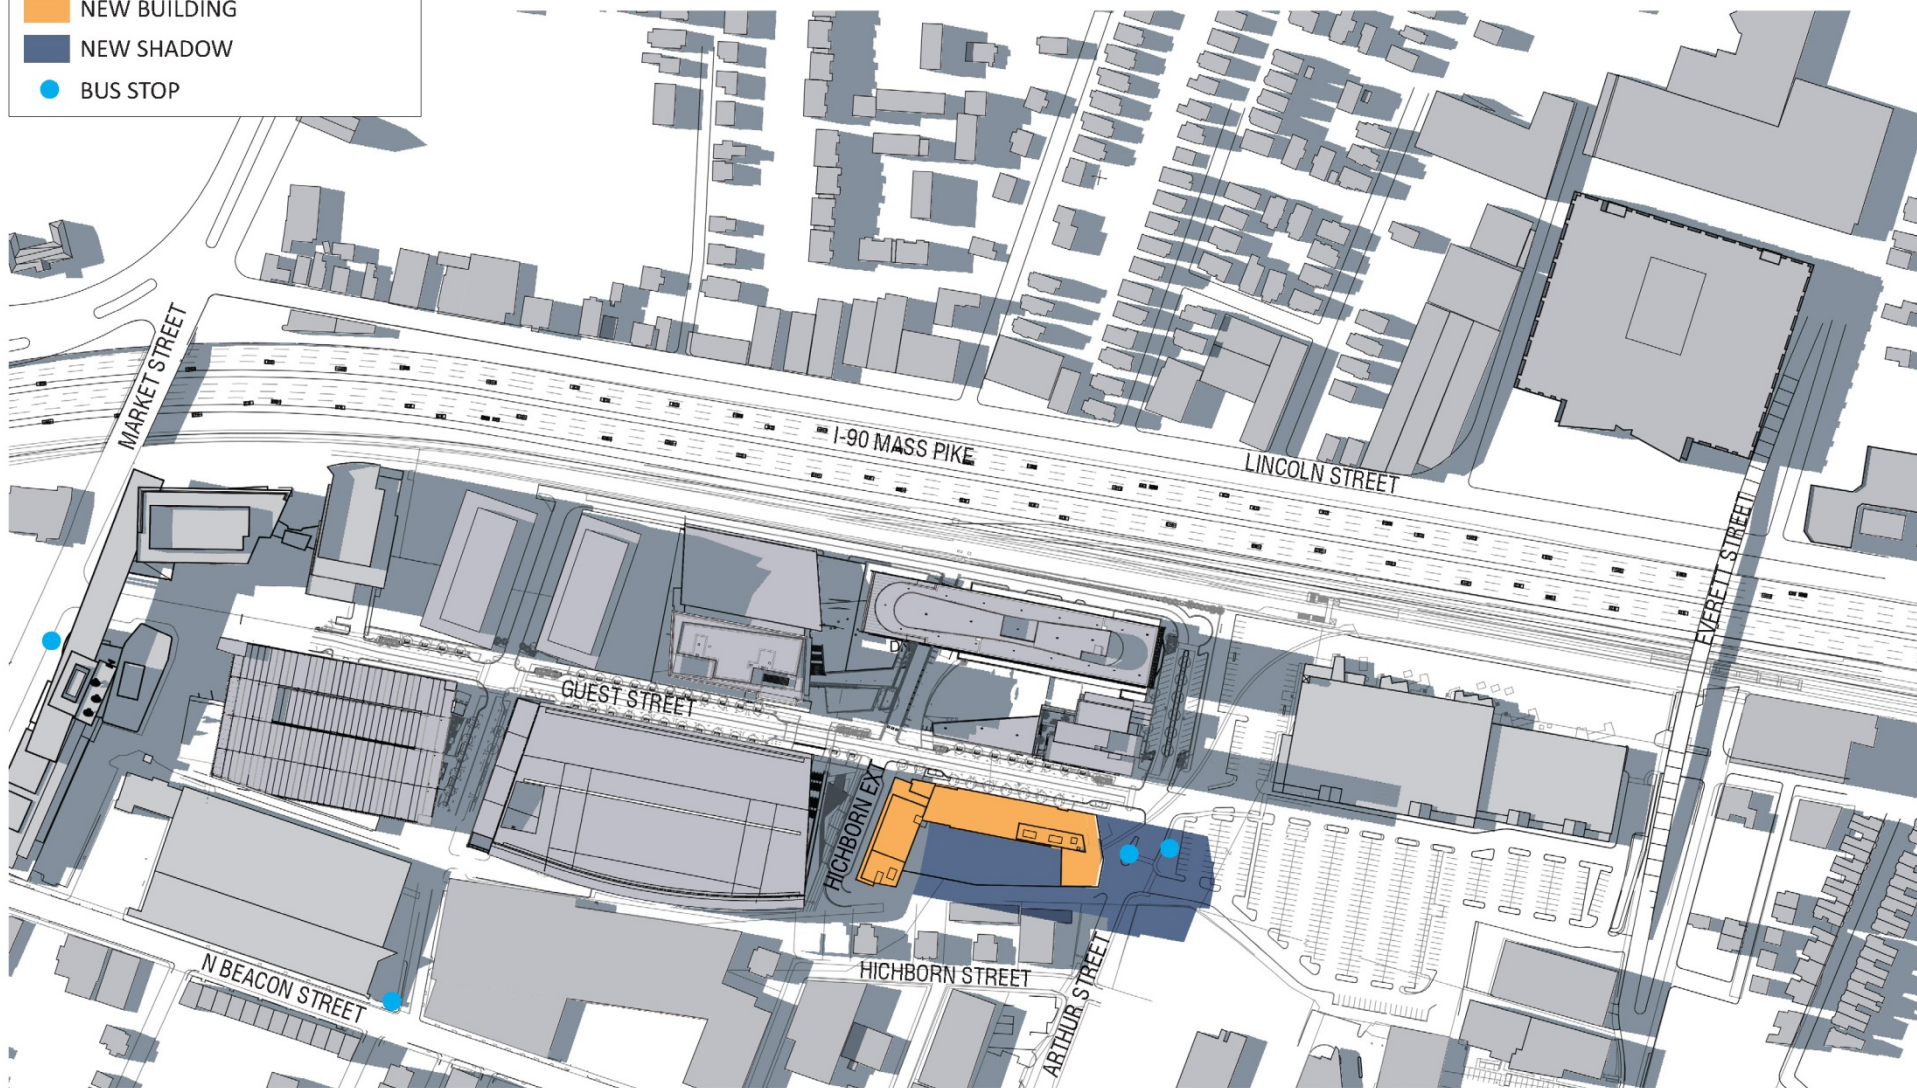 NEW BUILDING
NEW SHADOW
BUS STOP
MARKET STREET
I-90 MASS PIKE
LINCOLN STREET
EVERETT STREET
GUEST STREET
HICHBORN EXT
HICHBORN STREET
N BEACON STREET
ARTHUR STREET